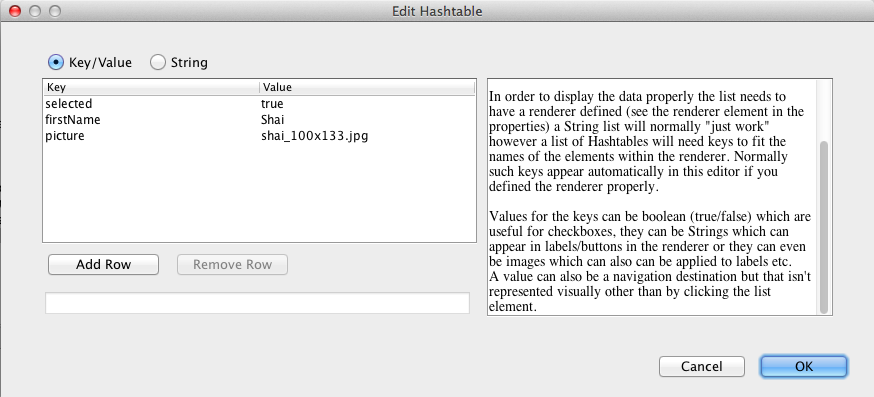 Edit Hashtable
Key/Value String
Key Value
selected true
firstName Shai
picture shai_100x133.jpg
Add Row Remove Row
In order to display the data properly the list needs to
have a renderer defined (see the renderer element in the
properties) a String list will normally "just work"
however a list of Hashtables will need keys to fit the
names of the elements within the renderer. Normally
such keys appear automatically in this editor if you
defined the renderer properly.
Values for the keys can be boolean (true/false) which are
useful for checkboxes, they can be Strings which can
appear in labels/buttons in the renderer or they can even
be images which can also can be applied to labels etc.
A value can also be a navigation destination but that isn't
represented visually other than by clicking the list
element.
Cancel OK